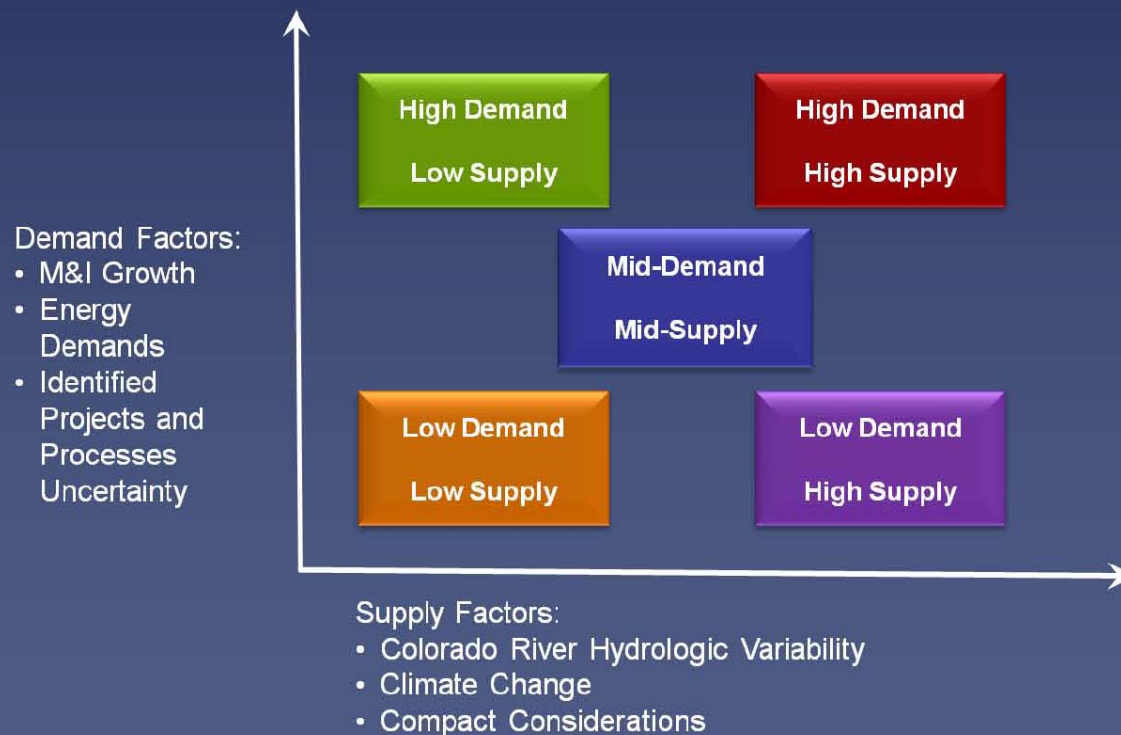 High Demand
Low Supply
High Demand
High Supply
Demand Factors:
• M&I Growth
• Energy
Demands
• Identified
Projects and
Processes
Uncertainty
Mid-Demand
Mid-Supply
Low Demand
Low Supply
Low Demand
High Supply
Supply Factors:
• Colorado River Hydrologic Variability
• Climate Change
• Compact Considerations